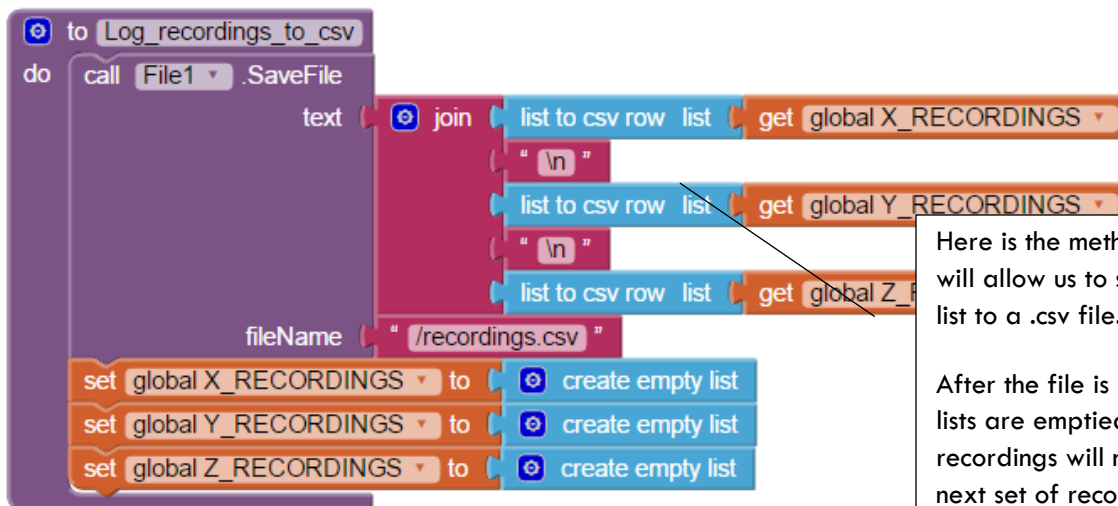 to Log_recordings_to_csv
do call File1 .SaveFile
text join list to csv row list get global X_RECORDINGS
" \n "
list to csv row list get global Y_RECORDINGS
" \n "
list to csv row list get global
fileName " /recordings.csv "
set global X_RECORDINGS to create empty list
set global Y_RECORDINGS to create empty list
set global Z_RECORDINGS to create empty list
Here is the
will allow us to
list to a .csv file.
After the file is
lists are
recordings will
next set of